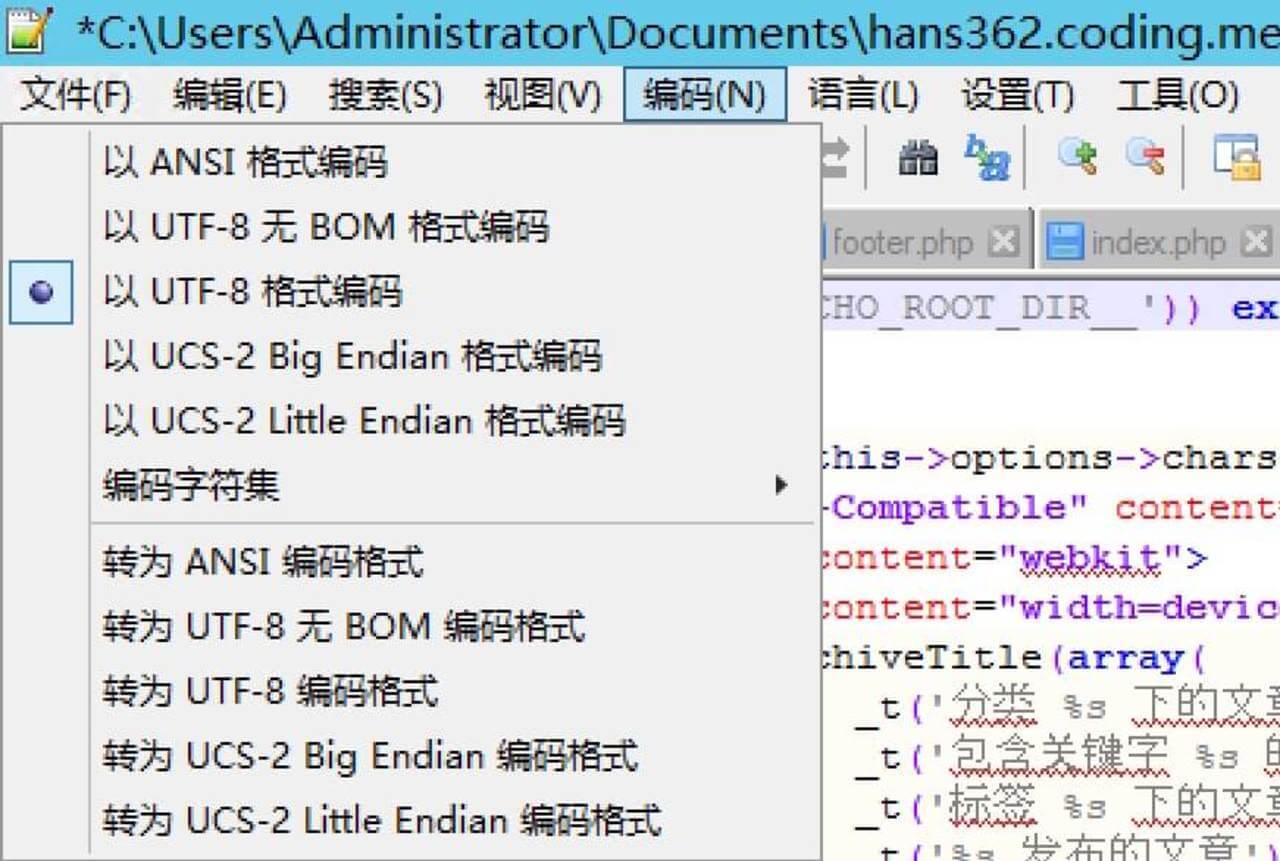 *C:\Users\Administrator\Documents\hans362.coding.me
文件(F) 编辑(E) 搜索(S) 视图(V) 编码(N) 语言(L) 设置(T) 工具(O)
以 ANSI 格式编码
以 UTF-8 无 BOM 格式编码
以 UTF-8 格式编码
以 UCS-2 Big Endian 格式编码
以 UCS-2 Little Endian 格式编码
编码字符集
转为 ANSI 编码格式
转为 UTF-8 无 BOM 编码格式
转为 UTF-8 编码格式
转为 UCS-2 Big Endian 编码格式
转为 UCS-2 Little Endian 编码格式
footer.php index.php
CHO_ROOT_DIR__')) ex
this->options->chars
-Compatible" content=
content="webkit">
content="width=devic
chiveTitle(array(
_t('分类 %s 下的文章
_t('包含关键字 %s 的
_t('标签 %s 下的文章
_t('%s 发布的文章')